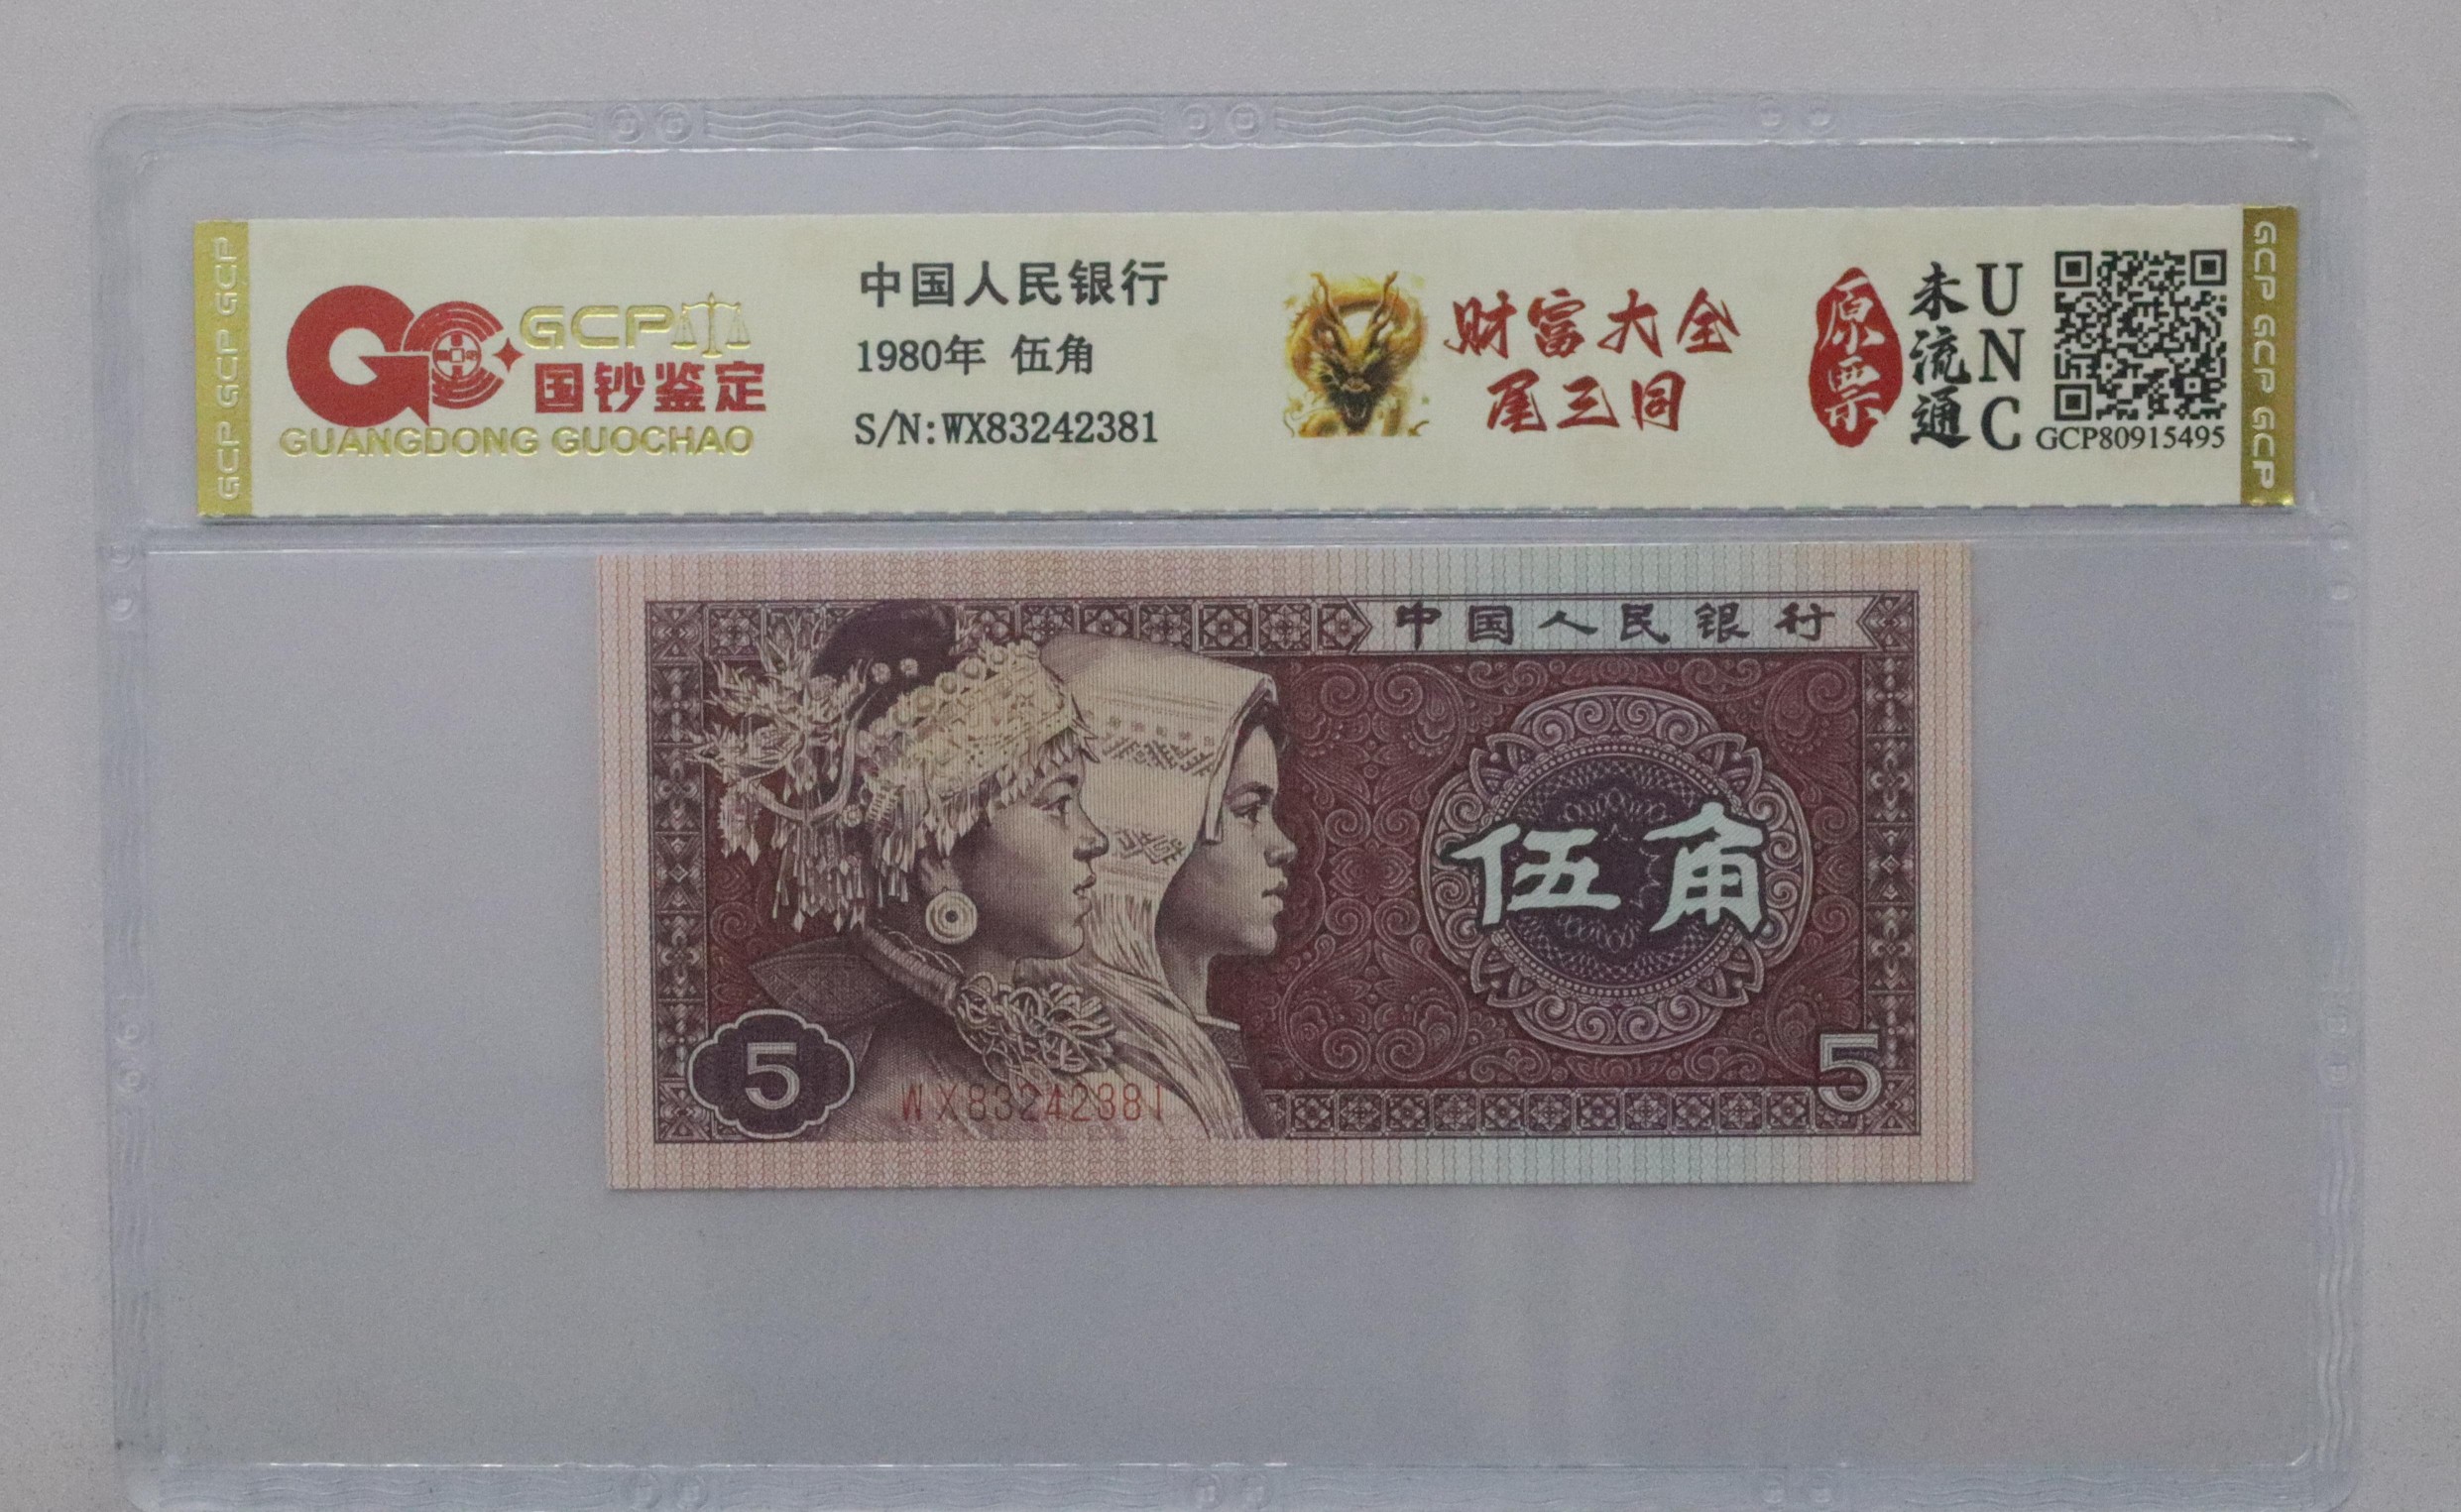 GCP GCP GCP
GCP
国钞鉴定
GUANGDONG GUOCHAO
中国人民银行
1980年 伍角
S/N:WX83242381
财富大全
尾三同
原票
未流通
UNC
GCP80915495
GCP GCP GCP
中国人民银行
伍角
5
WX83242381
5